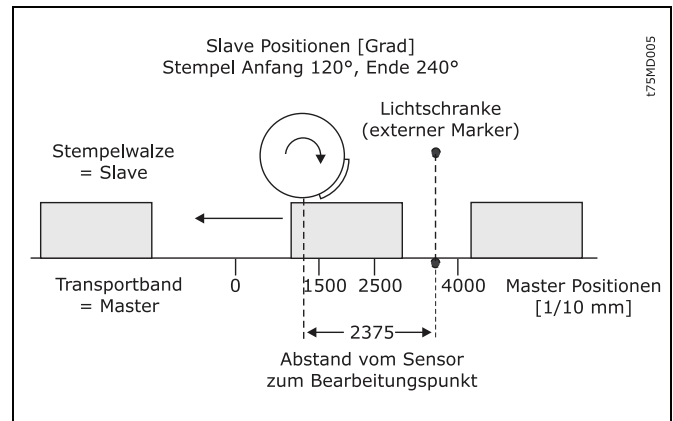 Slave Positionen [Grad]
Stempel Anfang 120°, Ende 240°
t75MD005
Lichtschranke
(externer Marker)
Stempelwalze
= Slave
Transportband
= Master
0
1500
2500
4000
Master Positionen
[1/10 mm]
2375
Abstand vom Sensor
zum Bearbeitungspunkt